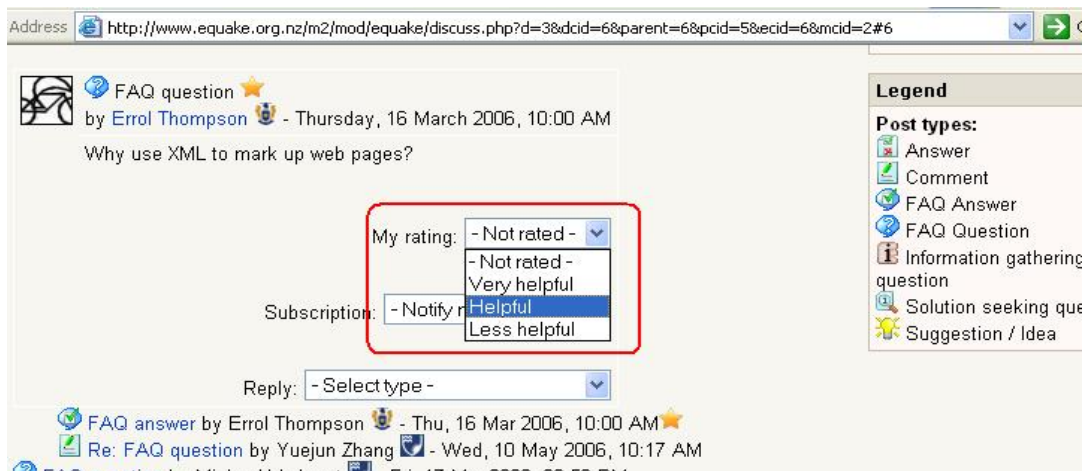 Address http://www.equake.org.nz/m2/mod/equake/discuss.php?d=3&dcid=6&parent=6&pcid=5&ecid=6&mcid=2#6
FAQ question
by Errol Thompson - Thursday, 16 March 2006, 10:00 AM
Why use XML to mark up web pages?
My rating: - Not rated -
- Not rated -
Very helpful
Helpful
Less helpful
Subscription: - Notify
Reply: - Select type -
FAQ answer by Errol Thompson - Thu, 16 Mar 2006, 10:00 AM
Re: FAQ question by Yuejun Zhang - Wed, 10 May 2006, 10:17 AM
Legend
Post types:
Answer
Comment
FAQ Answer
FAQ Question
Information gathering
question
Solution seeking
Suggestion / Idea